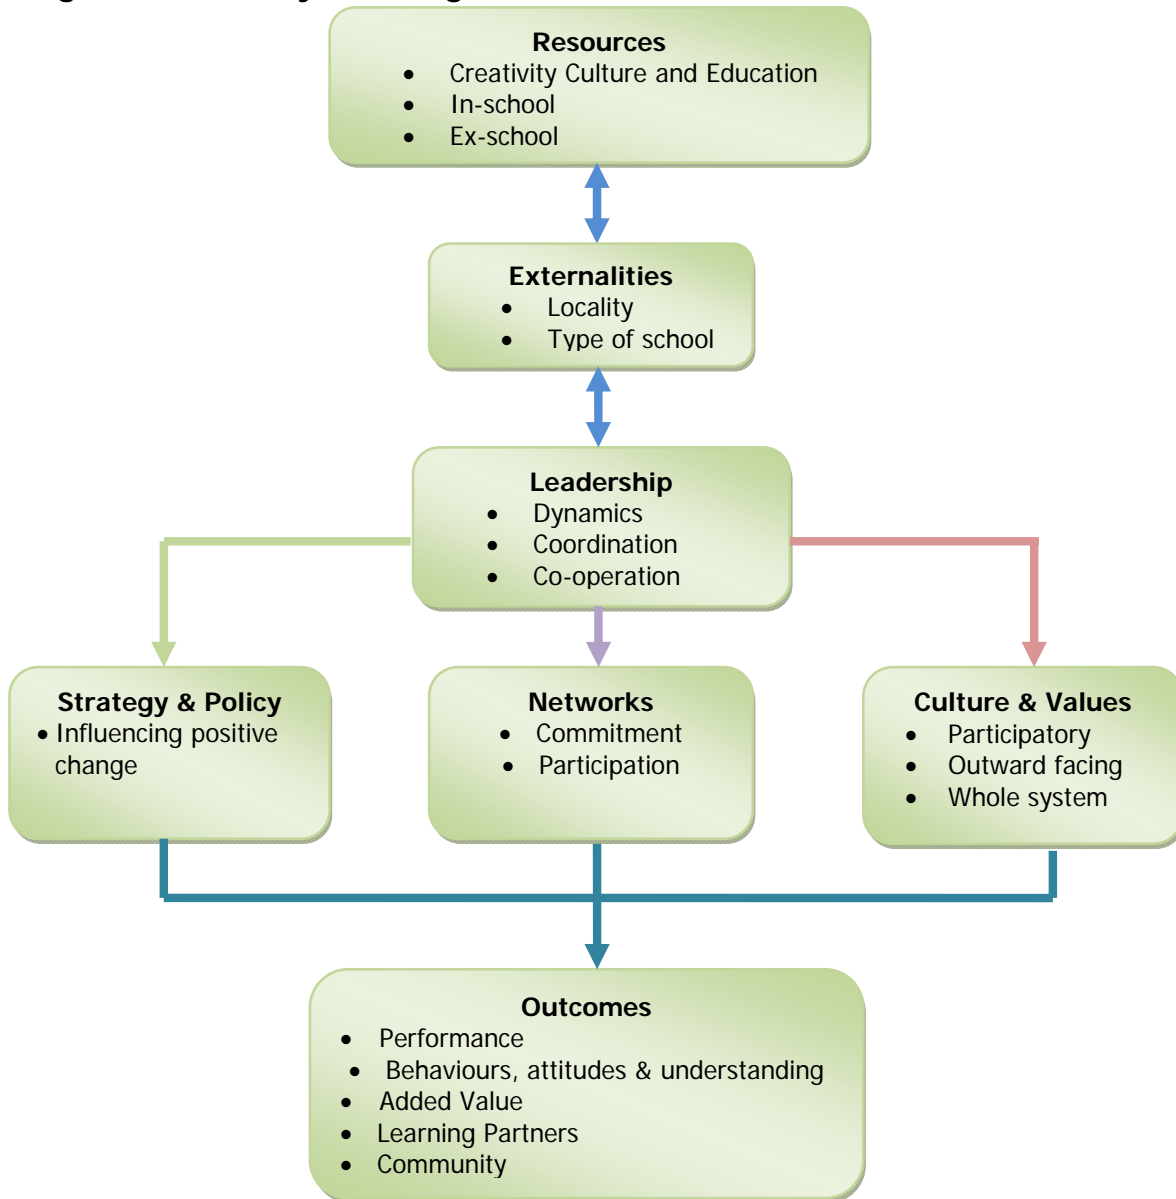 Resources
• Creativity Culture and Education
• In-school
• Ex-school
Externalities
• Locality
• Type of school
Leadership
• Dynamics
• Coordination
• Co-operation
Strategy & Policy
• Influencing positive
change
Networks
• Commitment
• Participation
Culture & Values
• Participatory
• Outward facing
• Whole system
Outcomes
• Performance
• Behaviours, attitudes & understanding
• Added Value
• Learning Partners
• Community